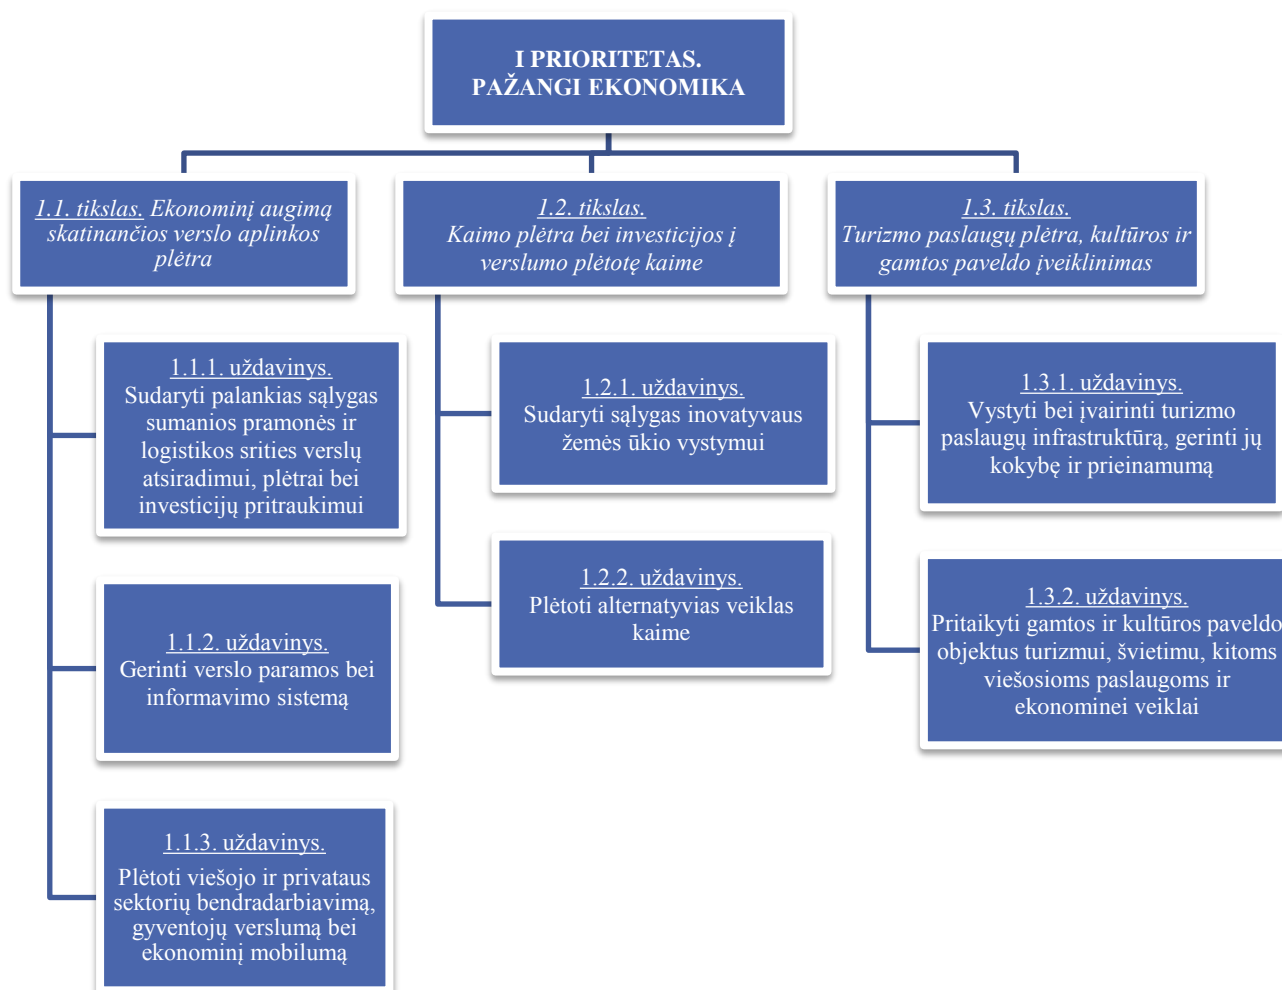 I PRIORITETAS.
PAŽANGI EKONOMIKA
1.1. tikslas. Ekonominį augimą
skatinančios verslo aplinkos
plėtra
1.1.1. uždavinys.
Sudaryti palankias sąlygas
sumanios pramonės ir
logistikos srities verslų
atsiradimui, plėtrai bei
investicijų pritraukimui
1.1.2. uždavinys.
Gerinti verslo paramos bei
informavimo sistemą
1.1.3. uždavinys.
Plėtoti viešojo ir privataus
sektorių bendradarbiavimą,
gyventojų verslumą bei
ekonominį mobilumą
1.2. tikslas.
Kaimo plėtra bei investicijos į
verslumo plėtotę kaime
1.2.1. uždavinys.
Sudaryti sąlygas inovatyvaus
žemės ūkio vystymui
1.2.2. uždavinys.
Plėtoti alternatyvias veiklas
kaime
1.3. tikslas.
Turizmo paslaugų plėtra, kultūros ir
gamtos paveldo įveiklinimas
1.3.1. uždavinys.
Vystyti bei įvairinti turizmo
paslaugų infrastruktūrą, gerinti jų
kokybę ir prieinamumą
1.3.2. uždavinys.
Pritaikyti gamtos ir kultūros paveldo
objektus turizmui, švietimu, kitoms
viešosioms paslaugoms ir
ekonominei veiklai